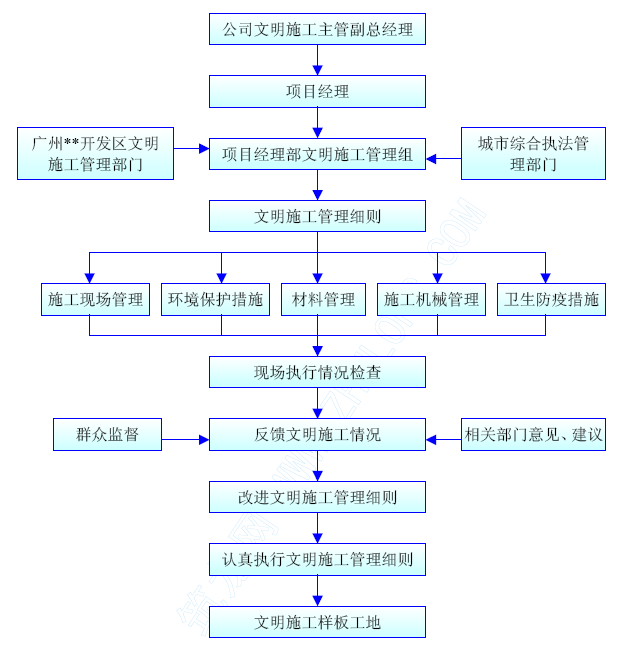 公司文明施工主管副总经理
项目经理
广州**开发区文明
施工管理部门
项目经理部文明施工管理组
城市综合执法管
理部门
文明施工管理细则
施工现场管理
环境保护措施
材料管理
施工机械管理
卫生防疫措施
现场执行情况检查
群众监督
反馈文明施工情况
相关部门意见、建议
改进文明施工管理细则
认真执行文明施工管理细则
文明施工样板工地